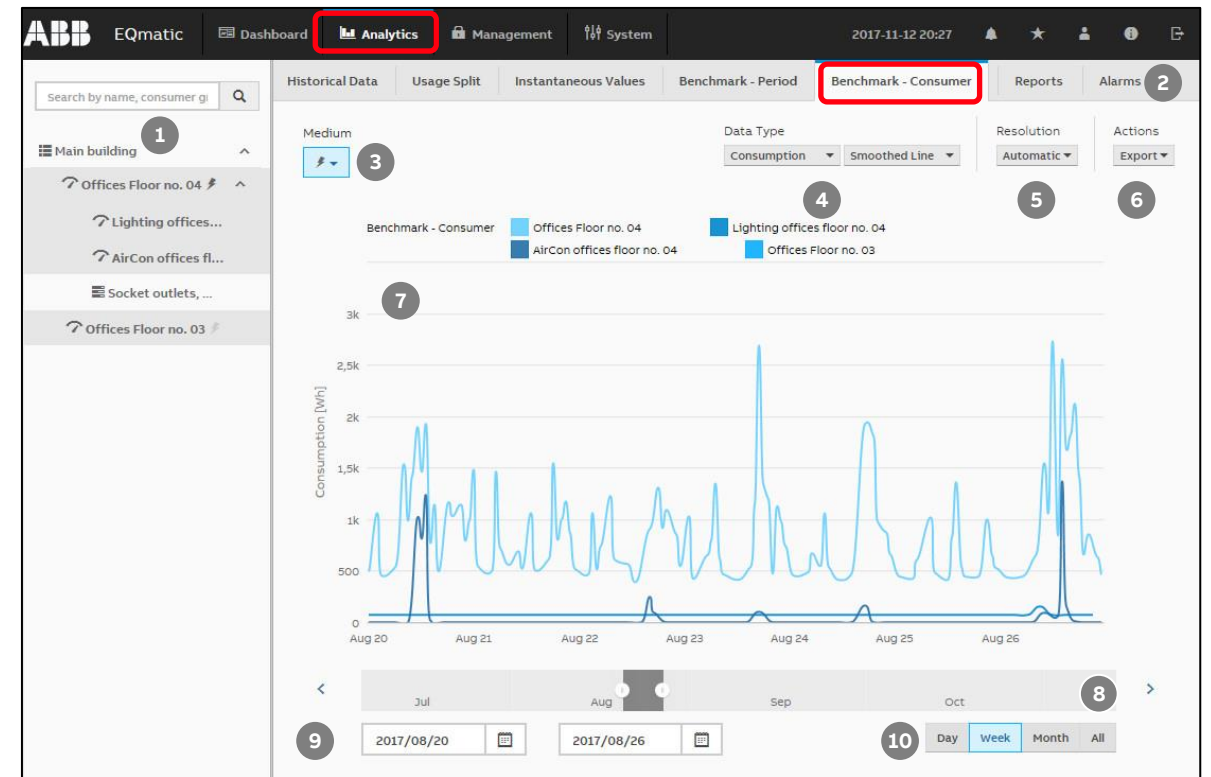 ABB EQmatic Dashboard Analytics Management System 2017-11-12 20:27
Historical Data Usage Split Instantaneous Values Benchmark - Period Benchmark - Consumer Reports Alarms 2
Search by name, consumer g
1
Main building
Offices Floor no. 04
Lighting offices...
AirCon offices fl...
Socket outlets, ...
Offices Floor no. 03
Medium Data Type Resolution Actions
3 Consumption Smoothed Line Automatic Export
4 5 6
Benchmark - Consumer Offices Floor no. 04 Lighting offices floor no. 04
AirCon offices floor no. 04 Offices Floor no. 03
7
Consumption [Wh]
3k
2,5k
2k
1,5k
1k
500
0
Aug 20 Aug 21 Aug 22 Aug 23 Aug 24 Aug 25 Aug 26
< Jul Aug Sep Oct 8 >
9 2017/08/20 2017/08/26 10 Day Week Month All